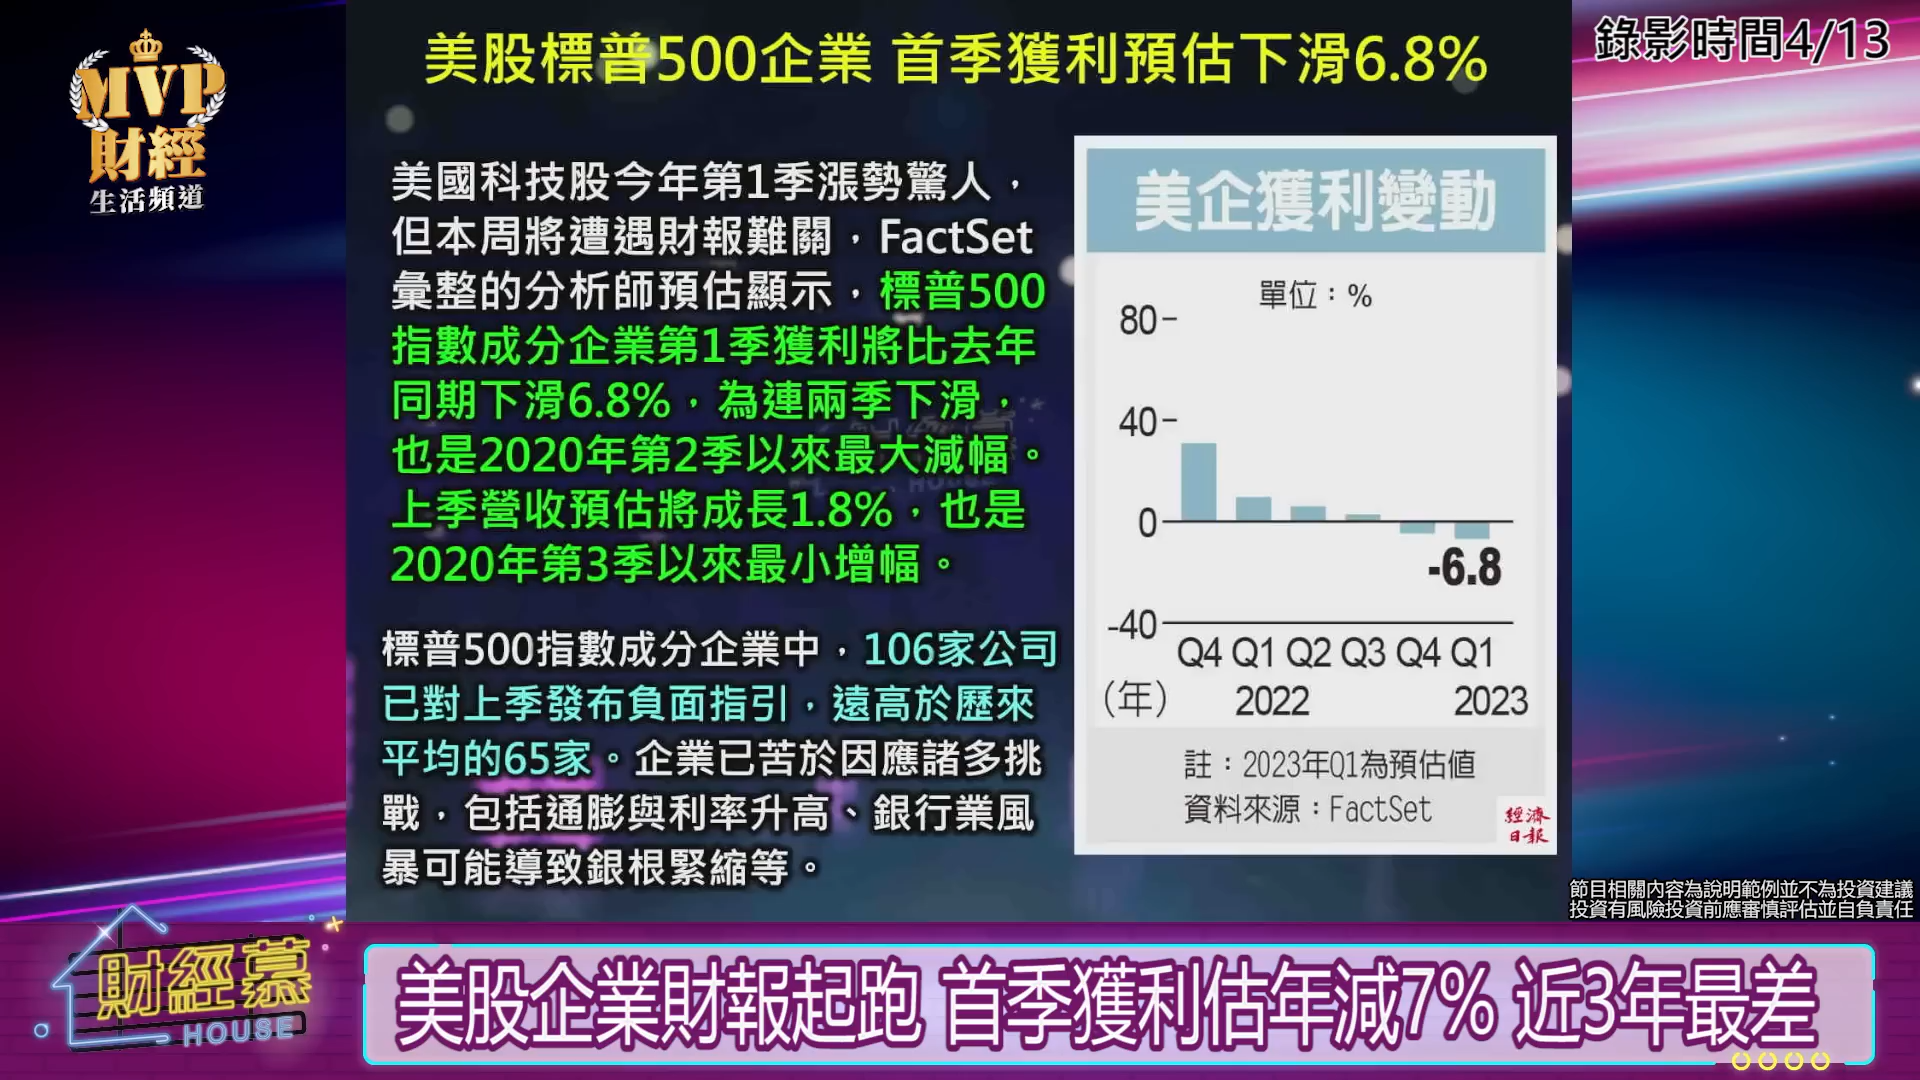 MVP
財經
生活頻道
美股標普500企業 首季獲利預估下滑6.8%
錄影時間4/13
美國科技股今年第1季漲勢驚人，
但本周將遭遇財報難關，FactSet
彙整的分析師預估顯示，標普500
指數成分企業第1季獲利將比去年
同期下滑6.8%，為連兩季下滑，
也是2020年第2季以來最大減幅。
上季營收預估將成長1.8%，也是
2020年第3季以來最小增幅。
標普500指數成分企業中，106家公司
已對上季發布負面指引，遠高於歷來
平均的65家。企業已苦於因應諸多挑
戰，包括通膨與利率升高、銀行業風
暴可能導致銀根緊縮等。
美企獲利變動
單位：%
80
40
0
-6.8
-40
Q4 Q1 Q2 Q3 Q4 Q1
(年) 2022 2023
註：2023年Q1為預估值
資料來源：FactSet
經濟
日報
節目相關內容為說明範例並不為投資建議
投資有風險投資前應審慎評估並自負責任
財經慕
HOUSE
美股企業財報起跑 首季獲利估年減7% 近3年最差